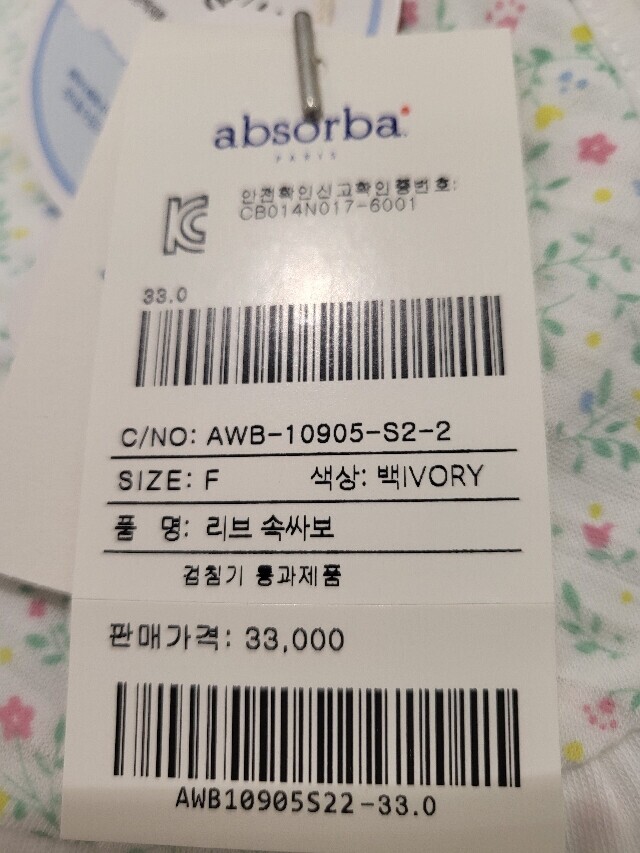 absorba
PARIS
안전확인신고확인증번호:
CB014N017-6001
33.0
C/NO: AWB-10905-S2-2
SIZE: F 색상: 백IVORY
품 명: 리브 속싸보
검침기 통과제품
판매가격: 33,000
AWB10905S22-33.0